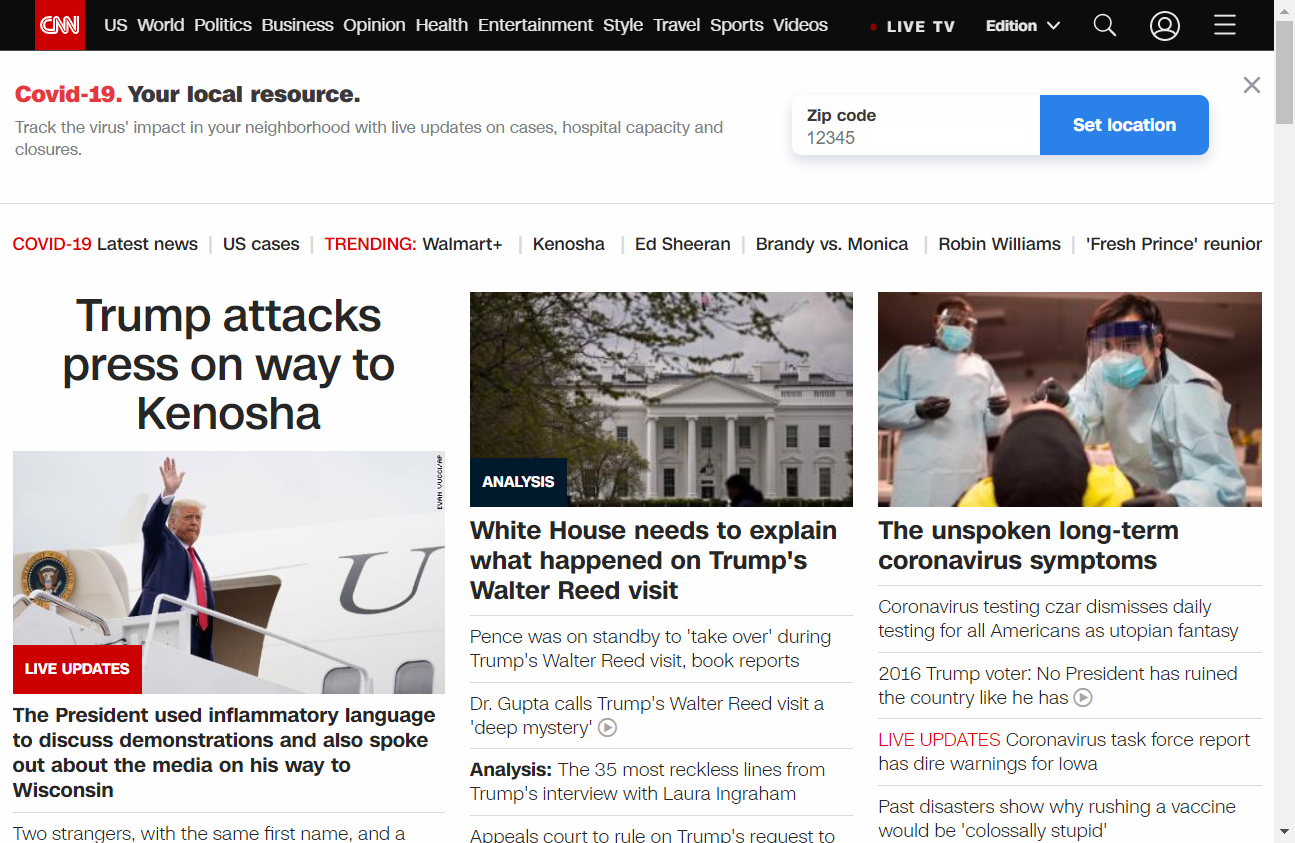 CNN US World Politics Business Opinion Health Entertainment Style Travel Sports Videos LIVE TV Edition
Covid-19. Your local resource.
Track the virus' impact in your neighborhood with live updates on cases, hospital capacity and
closures.
Zip code
12345
Set location
COVID-19 Latest news | US cases | TRENDING: Walmart+ | Kenosha | Ed Sheeran | Brandy vs. Monica | Robin Williams | 'Fresh Prince' reunion
Trump attacks
press on way to
Kenosha
EVAN VUCCI/AP
U
LIVE UPDATES
The President used inflammatory language
to discuss demonstrations and also spoke
out about the media on his way to
Wisconsin
Two strangers, with the same first name, and a
ANALYSIS
White House needs to explain
what happened on Trump's
Walter Reed visit
Pence was on standby to 'take over' during
Trump's Walter Reed visit, book reports
Dr. Gupta calls Trump's Walter Reed visit a
'deep mystery'
Analysis: The 35 most reckless lines from
Trump's interview with Laura Ingraham
Appeals court to rule on Trump's request to
The unspoken long-term
coronavirus symptoms
Coronavirus testing czar dismisses daily
testing for all Americans as utopian fantasy
2016 Trump voter: No President has ruined
the country like he has
LIVE UPDATES Coronavirus task force report
has dire warnings for Iowa
Past disasters show why rushing a vaccine
would be 'colossally stupid'